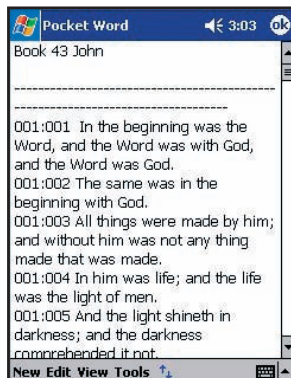 Pocket Word 3:03 ok
Book 43 John
----------------------------------------
---------------------------------
001:001  In the beginning was the
Word, and the Word was with God,
and the Word was God.
001:002 The same was in the
beginning with God.
001:003 All things were made by him;
and without him was not any thing
made that was made.
001:004 In him was life; and the life
was the light of men.
001:005 And the light shineth in
darkness; and the darkness
comprehended it not.
New Edit View Tools